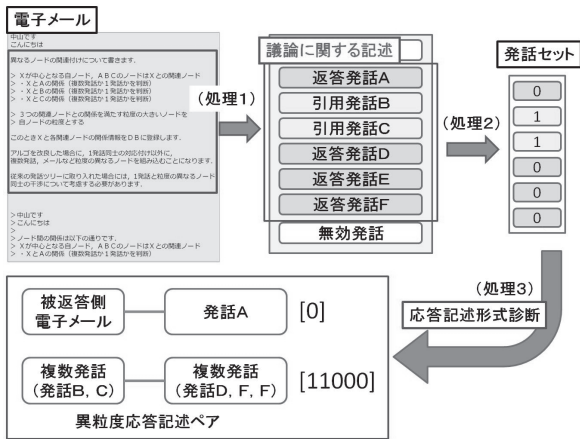 電子メール
中山です
こんにちは
異なるノードの関連付けについて書きます。
> Xが中心となる自ノード，ABCのノードはXとの関連ノード
> ・XとAの関係（複数発話か1発話かを判断）
> ・XとBの関係（複数発話か1発話かを判断）
> ・XとCの関係（複数発話か1発話かを判断）
> 3つの関連ノードとの関係を満たす粒度の大きいノードを
> 自ノードの粒度とする
このときXと各関連ノードの関係情報をDBに登録します。
アルゴを改良した場合に，1発話同士の対応付け以外に，
複数発話，メールなど粒度の異なるノードを組み込むことになります。
従来の発話ツリーに取り入れた場合には，1発話と粒度の異なるノード
同士の干渉について考慮する必要があります。
>中山です
>こんにちは
>
>ノード間の関係は以下の通りです。
> Xが中心となる自ノード，ABCのノードはXとの関連ノード
> ・XとAの関係（複数発話か1発話かを判断）
（処理1）
議論に関する記述
返答発話A
引用発話B
引用発話C
返答発話D
返答発話E
返答発話F
無効発話
（処理2）
発話セット
0
1
1
0
0
0
（処理3）
応答記述形式診断
被返答側
電子メール
発話A
[0]
複数発話
(発話B, C)
複数発話
(発話D, F, F)
[11000]
異粒度応答記述ペア